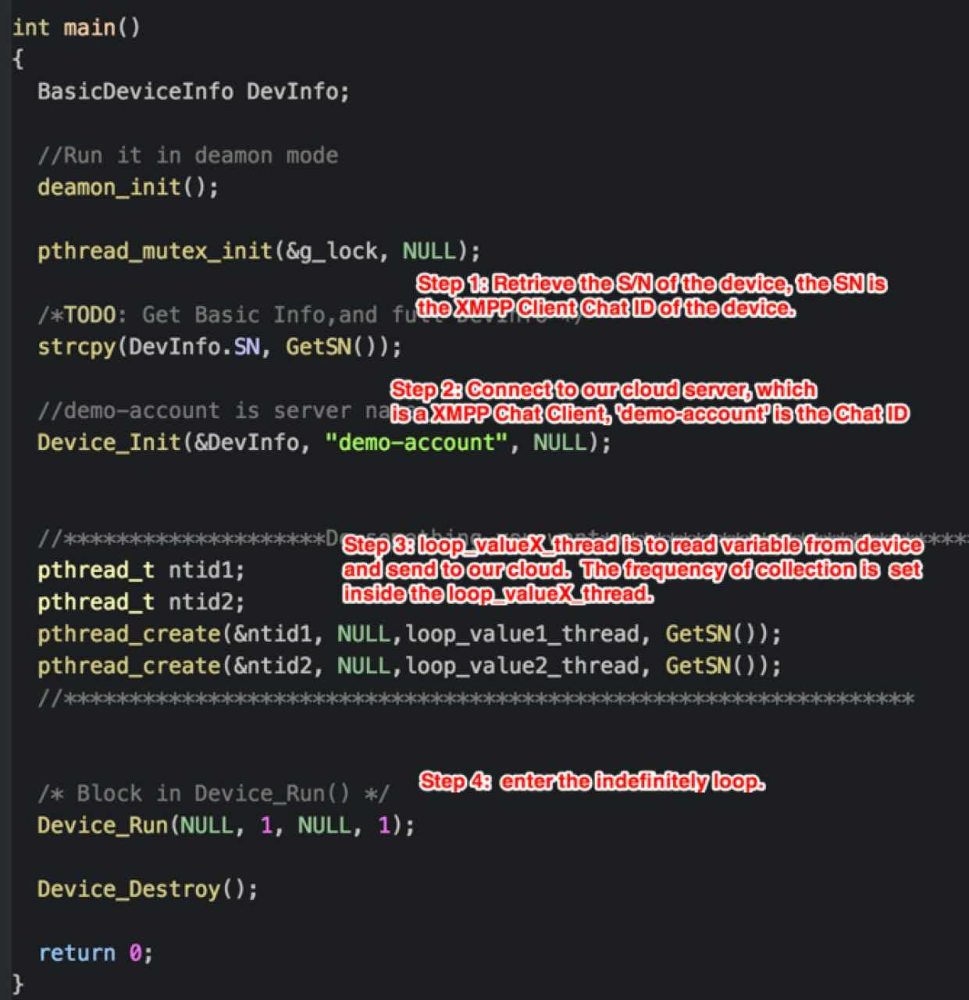 int main()
{
BasicDeviceInfo DevInfo;
//Run it in deamon mode
deamon_init();
pthread_mutex_init(&g_lock, NULL);
Step 1: Retrieve the S/N of the device, the SN is
the XMPP Client Chat ID of the device.
/*TODO: Get Basic Info,and full DevInfo */
strcpy(DevInfo.SN, GetSN());
Step 2: Connect to our cloud server, which
is a XMPP Chat Client, 'demo-account' is the Chat ID
//demo-account is server
Device_Init(&DevInfo, "demo-account", NULL);
//********************Do something you want
Step 3: loop_valueX_thread is to read variable from device
and send to our cloud. The frequency of collection is set
inside the loop_valueX_thread.
pthread_t ntid1;
pthread_t ntid2;
pthread_create(&ntid1, NULL,loop_value1_thread, GetSN());
pthread_create(&ntid2, NULL,loop_value2_thread, GetSN());
//*****************************************************************
Step 4: enter the indefinitely loop.
/* Block in Device_Run() */
Device_Run(NULL, 1, NULL, 1);
Device_Destroy();
return 0;
}